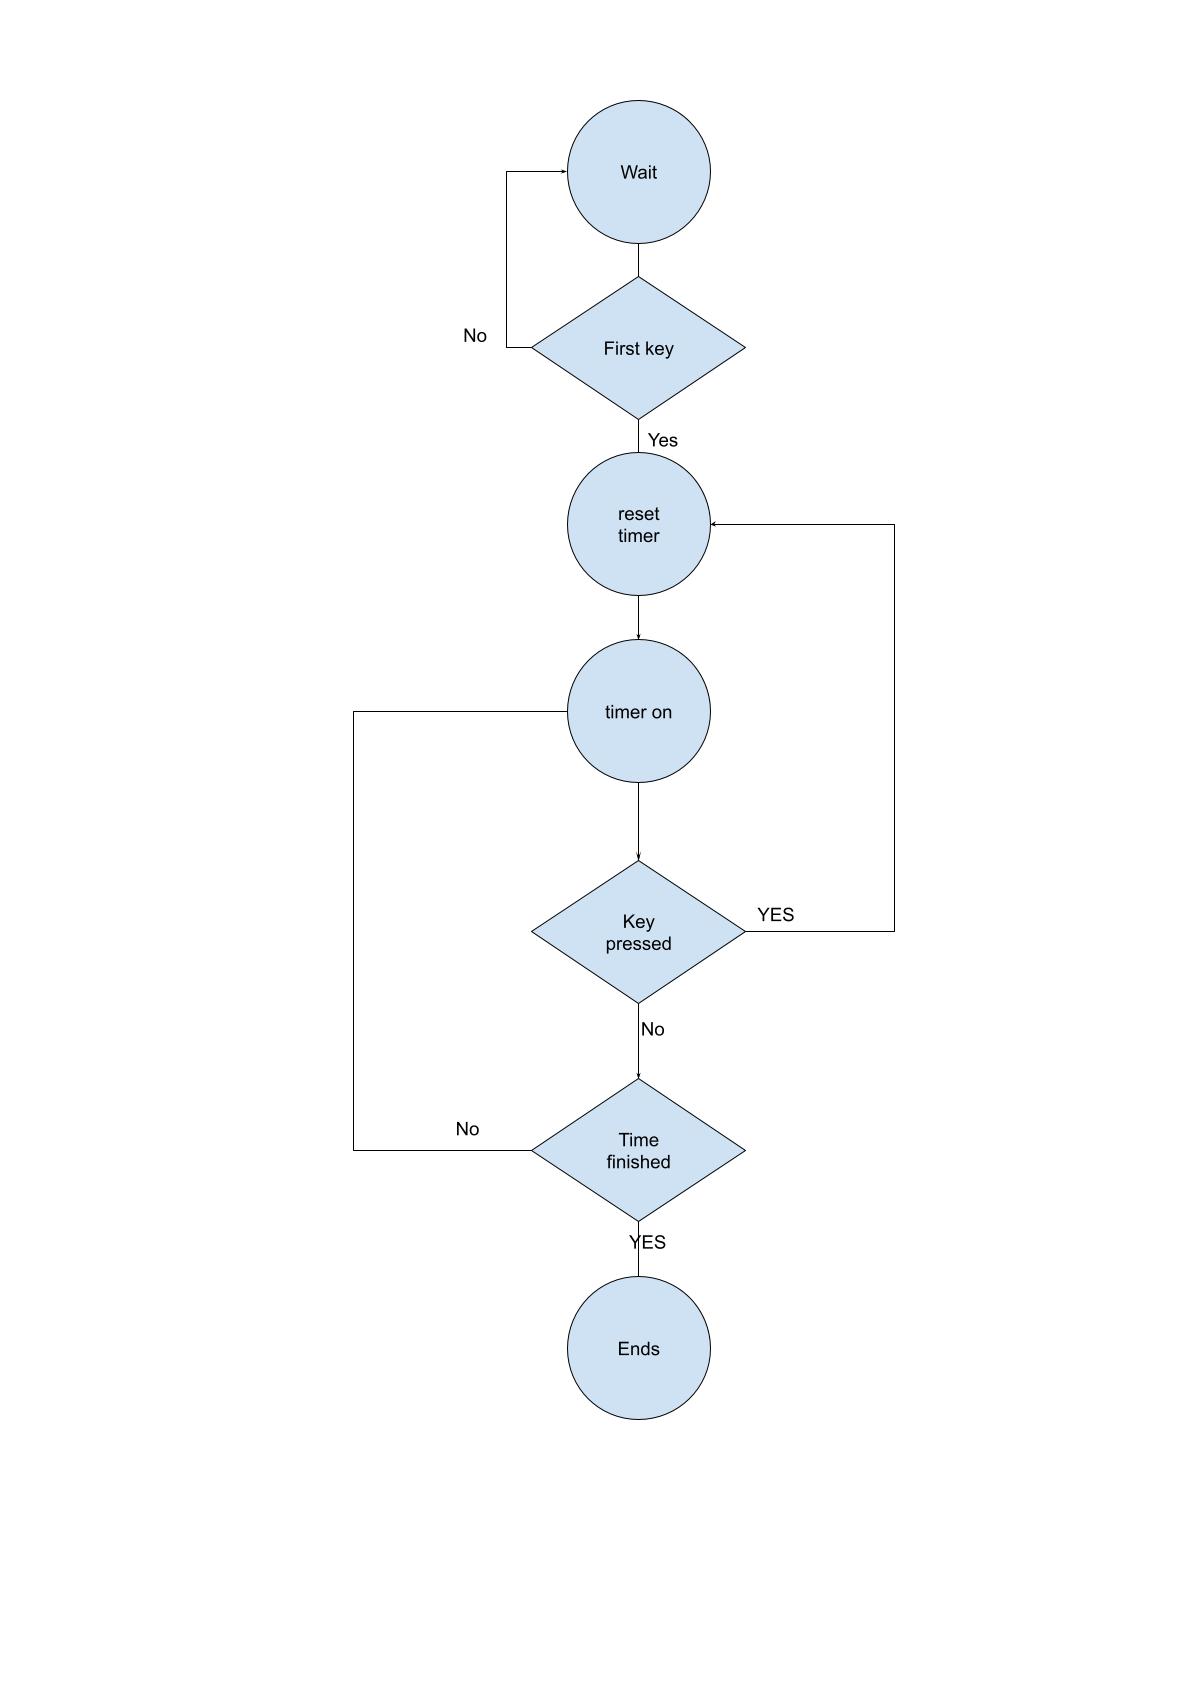 Wait
No
First key
Yes
reset
timer
timer on
YES
Key
pressed
No
No
Time
finished
YES
Ends